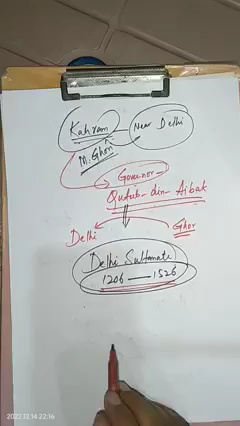 Kahram Near Delhi
M. Ghori
Governor
Qutub-din-Aibak
Delhi Ghor
Delhi Sultanate
1206 — 1526
2022.12.14 22:16